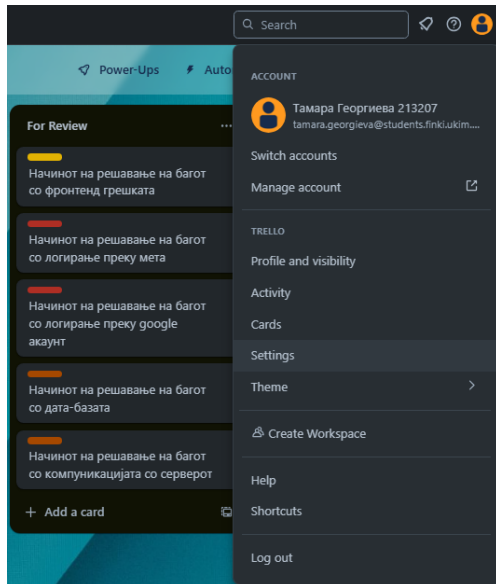 Search
Power-Ups
Auto
For Review
Начинот на решавање на багот
со фронтенд грешката
Начинот на решавање на багот
со логирање преку мета
Начинот на решавање на багот
со логирање преку google
акаунт
Начинот на решавање на багот
со дата-базата
Начинот на решавање на багот
со компуникацијата со серверот
+ Add a card
ACCOUNT
Тамара Георгиева 213207
tamara.georgieva@students.finki.ukim....
Switch accounts
Manage account
TRELLO
Profile and visibility
Activity
Cards
Settings
Theme
Create Workspace
Help
Shortcuts
Log out